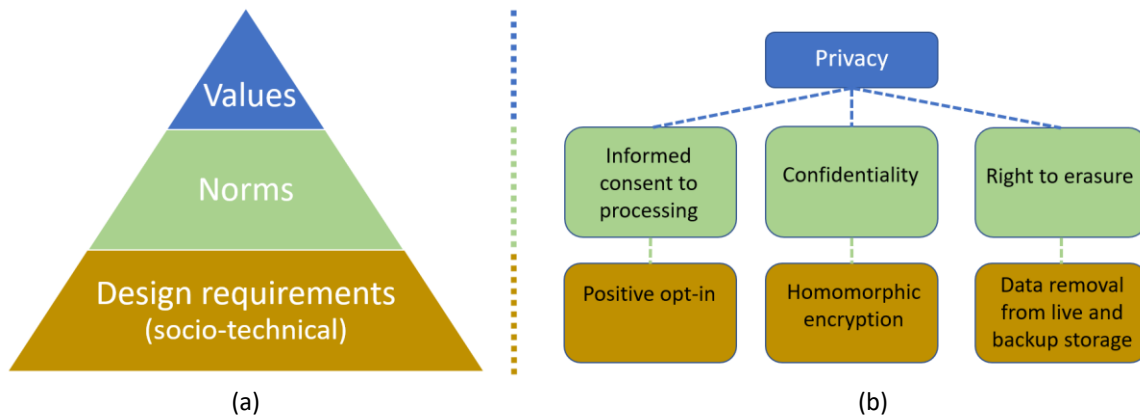 Values
Norms
Design requirements
(socio-technical)
(a)
Privacy
Informed
consent to
processing
Confidentiality
Right to erasure
Positive opt-in
Homomorphic
encryption
Data removal
from live and
backup storage
(b)